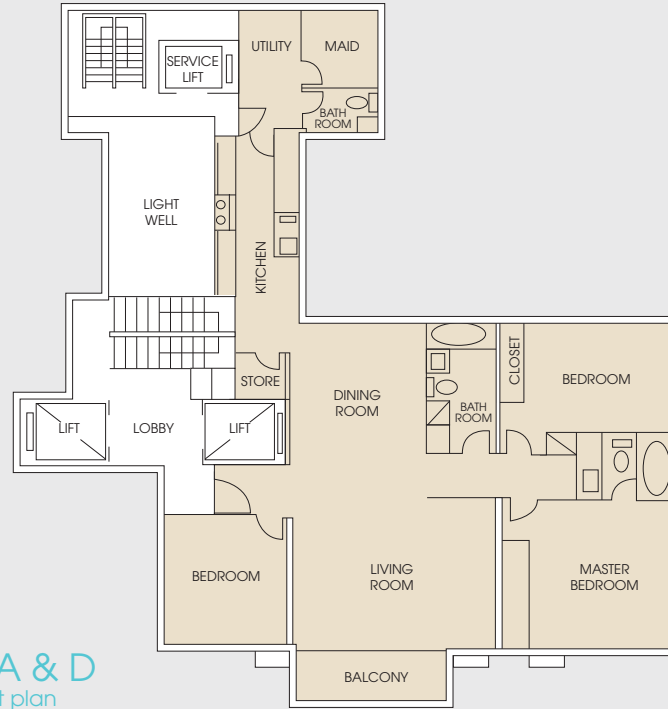 UTILITY
MAID
SERVICE
LIFT
BATH
ROOM
LIGHT
WELL
KITCHEN
STORE
DINING
ROOM
CLOSET
BEDROOM
BATH
ROOM
LIFT
LOBBY
LIFT
BEDROOM
LIVING
ROOM
MASTER
BEDROOM
BALCONY
A & D
plan